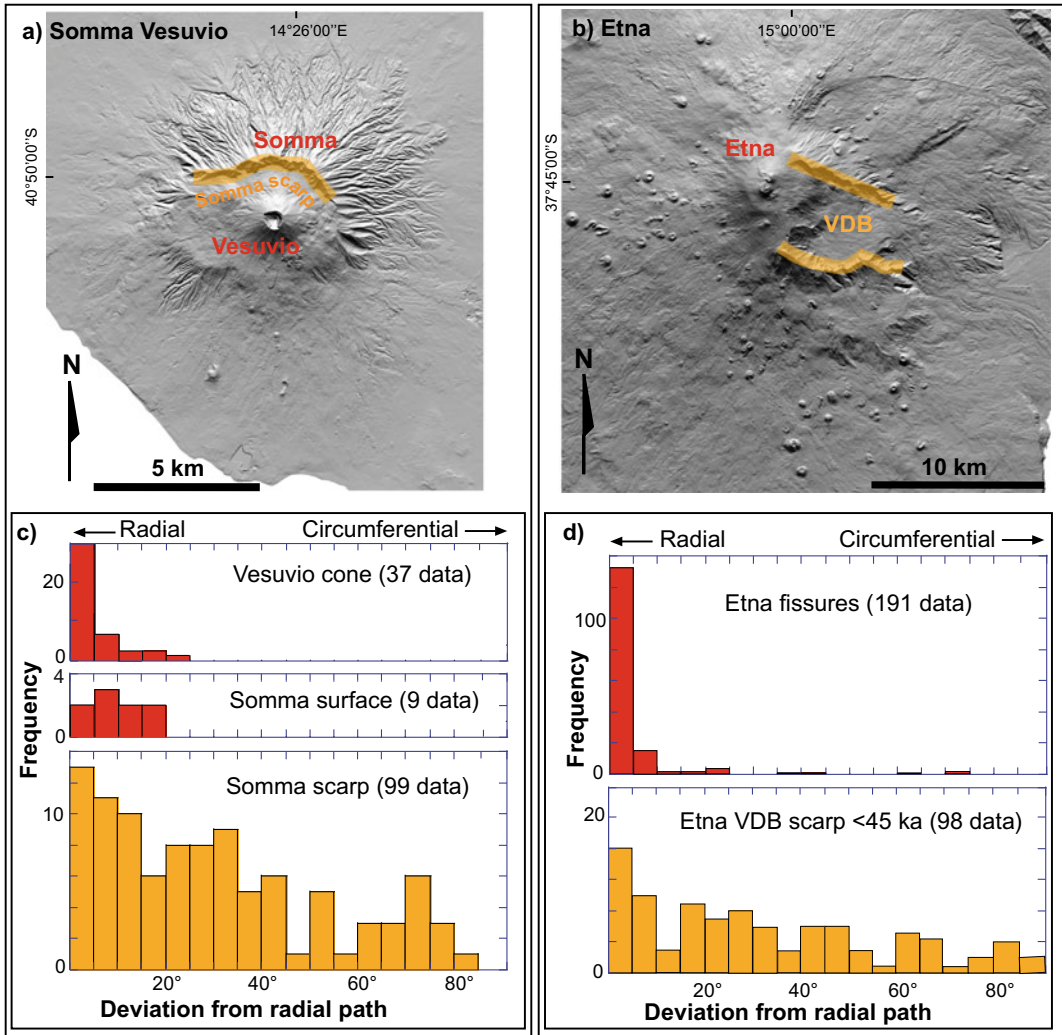 a) Somma Vesuvio
14°26'00''E
40°50'00''S
Somma
Somma scarp
Vesuvio
N
5 km
b) Etna
15°00'00''E
37°45'00''S
Etna
VDB
N
10 km
c)
Radial
Circumferential
Vesuvio cone (37 data)
20
0
Somma surface (9 data)
4
0
Somma scarp (99 data)
10
0
Frequency
20°
40°
60°
80°
Deviation from radial path
d)
Radial
Circumferential
Etna fissures (191 data)
100
0
Etna VDB scarp <45 ka (98 data)
20
0
20°
40°
60°
80°
Deviation from radial path